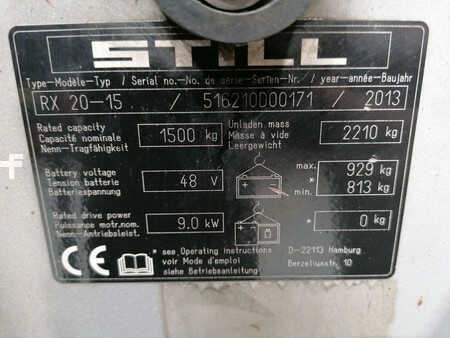 STILL
Type-Modèle-Typ / Serial no.-No. de série-Serien-Nr. / year-année-Baujahr
RX 20-15 / 516210D00171 / 2013
Rated capacity
Capacité nominale
Nenn-Tragfähigkeit
1500 kg
Unladen mass
Masse à vide
Leergewicht
2210 kg
Battery voltage
Tension batterie
Batteriespannung
48 V
max. 929 kg
*
min. 813 kg
Rated drive power
Puissance motr.nom.
Nenn-Antriebsleist.
9.0 kW
* 0 kg
CE
* see Operating Instructions
voir Mode d'emploi
siehe Betriebsanleitung
D-22113 Hamburg
Berzeliusstr. 10